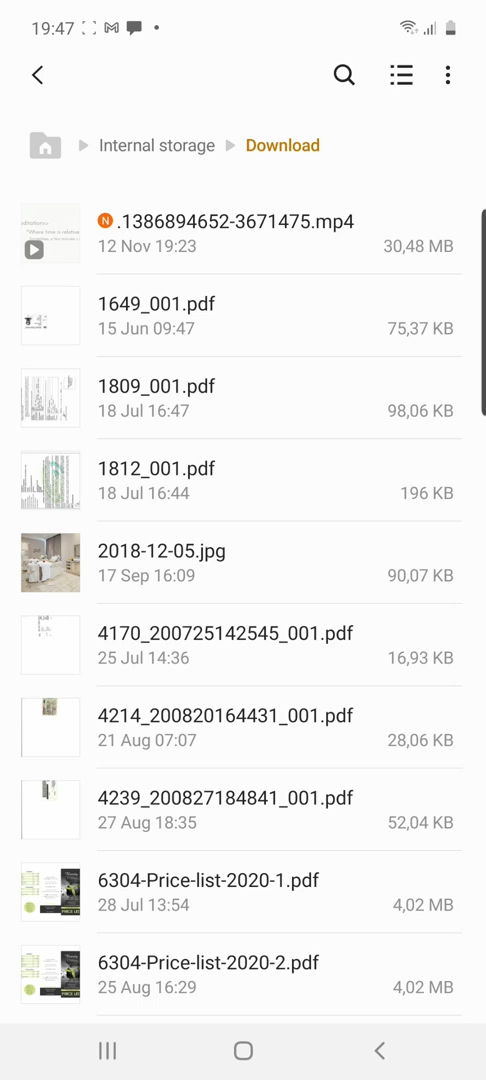 19:47
Internal storage Download
N .1386894652-3671475.mp4
12 Nov 19:23 30,48 MB
1649_001.pdf
15 Jun 09:47 75,37 KB
1809_001.pdf
18 Jul 16:47 98,06 KB
1812_001.pdf
18 Jul 16:44 196 KB
2018-12-05.jpg
17 Sep 16:09 90,07 KB
4170_200725142545_001.pdf
25 Jul 14:36 16,93 KB
4214_200820164431_001.pdf
21 Aug 07:07 28,06 KB
4239_200827184841_001.pdf
27 Aug 18:35 52,04 KB
6304-Price-list-2020-1.pdf
28 Jul 13:54 4,02 MB
6304-Price-list-2020-2.pdf
25 Aug 16:29 4,02 MB